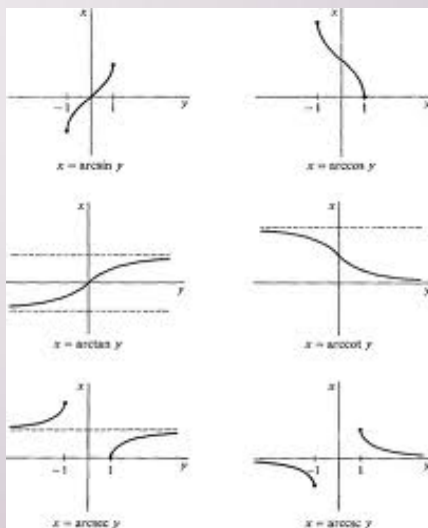 x x
−1 1 y −1 1 y
x = arcsin y x = arccos y
x x
y y
x = arctan y x = arccot y
x x
−1 1 y −1 1 y
x = arcsec y x = arccsc y